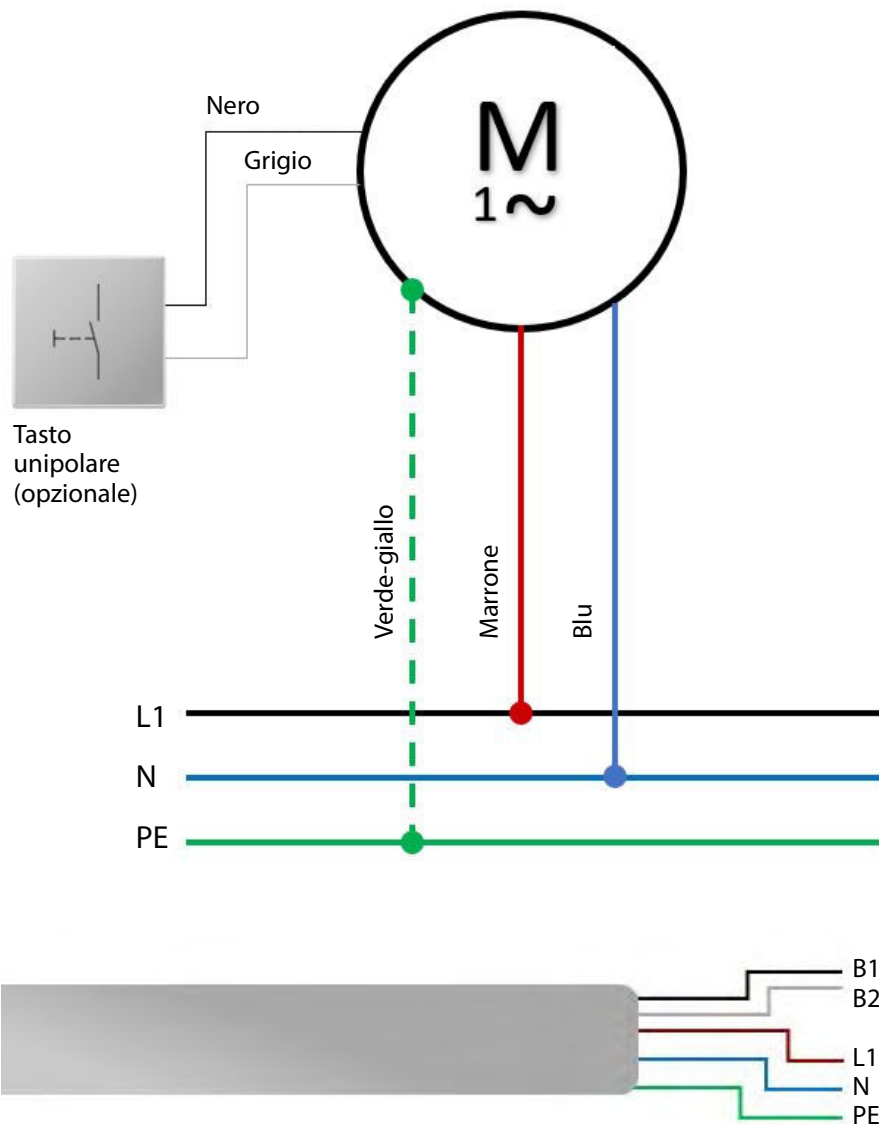 Nero
Grigio
M
1~
Tasto
unipolare
(opzionale)
Verde-giallo
Marrone
Blu
L1
N
PE
B1
B2
L1
N
PE